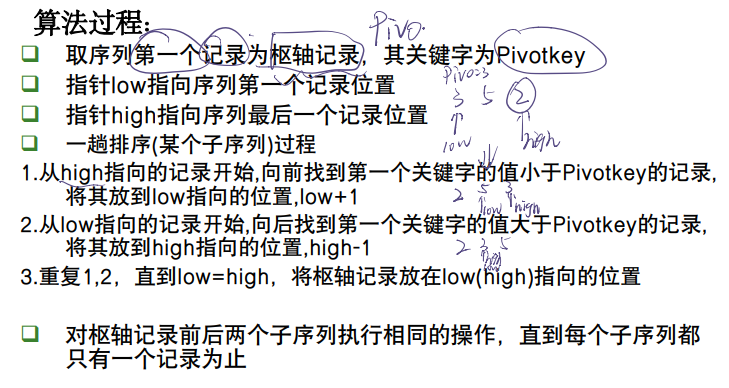 算法过程:
Pivo.
取序列第一个记录为枢轴记录，其关键字为Pivotkey
Pivo=3
指针low指向序列第一个记录位置
3 5 2
指针high指向序列最后一个记录位置
low high
一趟排序(某个子序列)过程
1.从high指向的记录开始,向前找到第一个关键字的值小于Pivotkey的记录,
将其放到low指向的位置,low+1
2 5
low high
2.从low指向的记录开始,向后找到第一个关键字的值大于Pivotkey的记录,
将其放到high指向的位置,high-1
2 3 5
3.重复1,2，直到low=high，将枢轴记录放在low(high)指向的位置
对枢轴记录前后两个子序列执行相同的操作，直到每个子序列都
只有一个记录为止